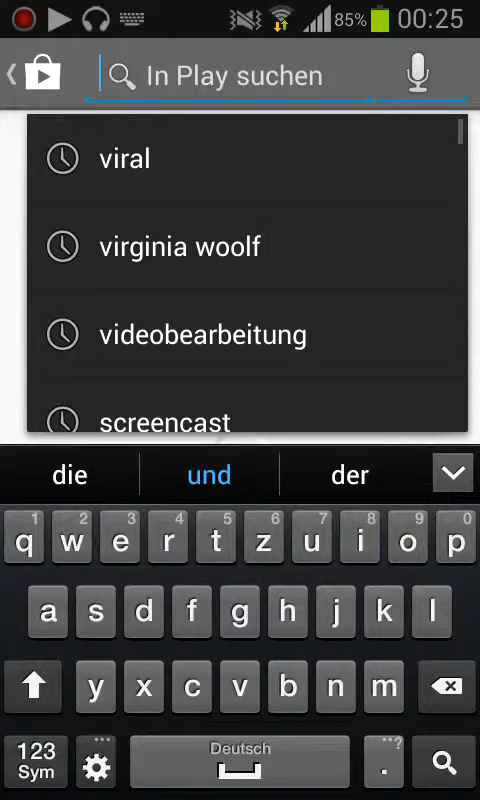 85% 00:25
In Play suchen
viral
virginia woolf
videobearbeitung
screencast
die und der
1 2 3 4 5 6 7 8 9 0
q w e r t z u i o p
a s d f g h j k l
y x c v b n m
123
Sym
Deutsch
... ...?
.